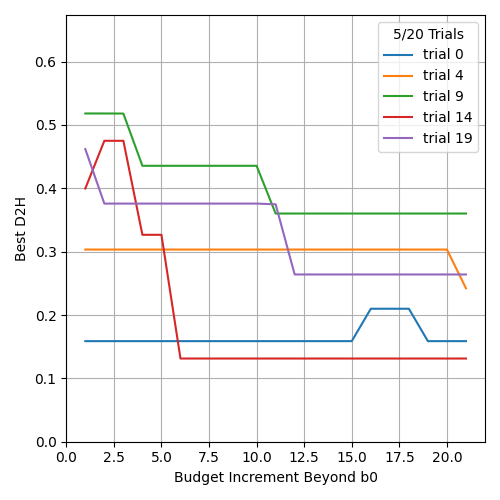 5/20 Trials
trial 0
trial 4
trial 9
trial 14
trial 19
Best D2H
0.6
0.5
0.4
0.3
0.2
0.1
0.0
0.0 2.5 5.0 7.5 10.0 12.5 15.0 17.5 20.0
Budget Increment Beyond b0